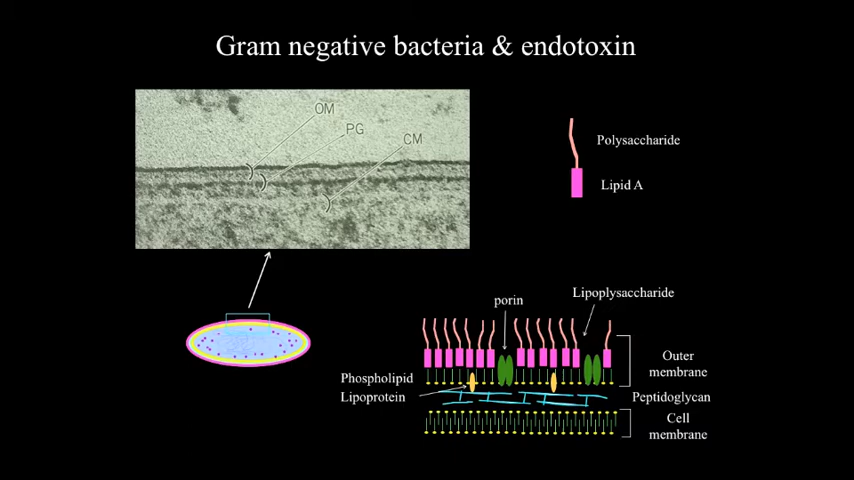 Gram negative bacteria & endotoxin
OM
PG
CM
Polysaccharide
Lipid A
Lipoplysaccharide
porin
Outer
membrane
Phospholipid
Lipoprotein
Peptidoglycan
Cell
membrane